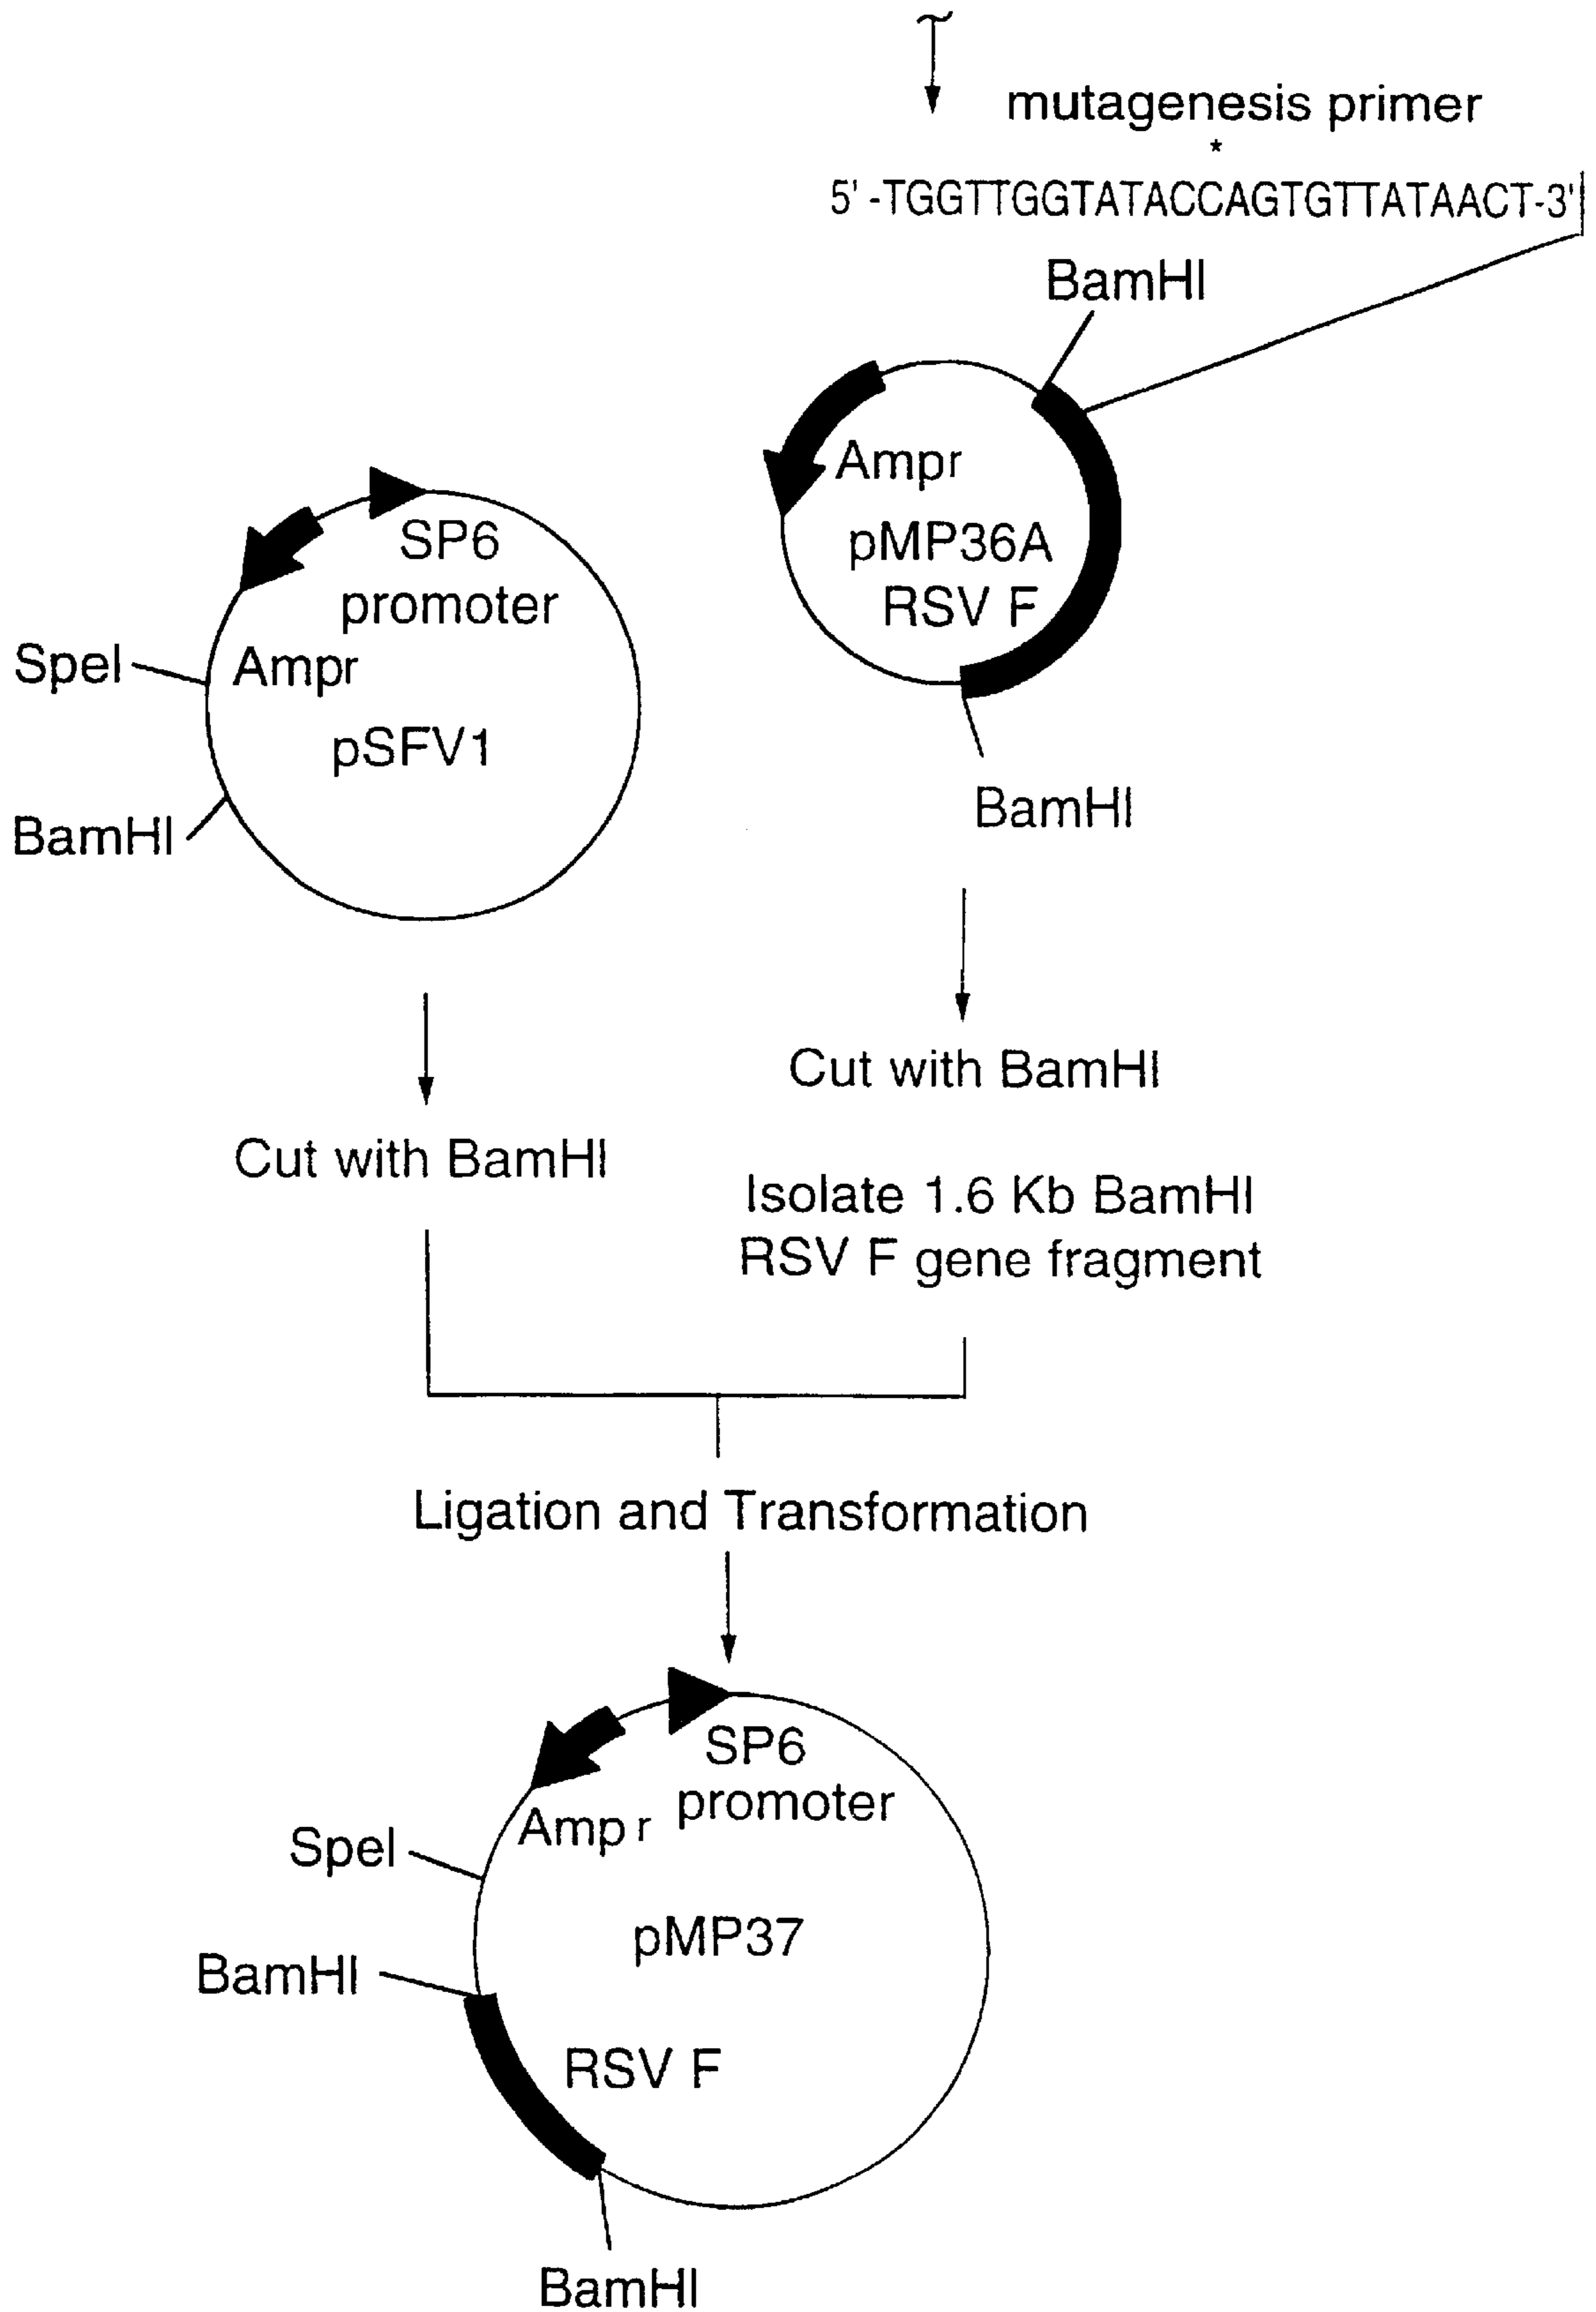 mutagenesis primer
*
5' -TGGTTGGTATACCAGTGTTATAACT-3'
BamHI
Ampr
pMP36A
RSV F
BamHI
SP6
promoter
SpeI
Ampr
pSFV1
BamHI
Cut with BamHI
Cut with BamHI
Isolate 1.6 Kb BamHI
RSV F gene fragment
Ligation and Transformation
SP6
promoter
Ampr
SpeI
pMP37
BamHI
RSV F
BamHI